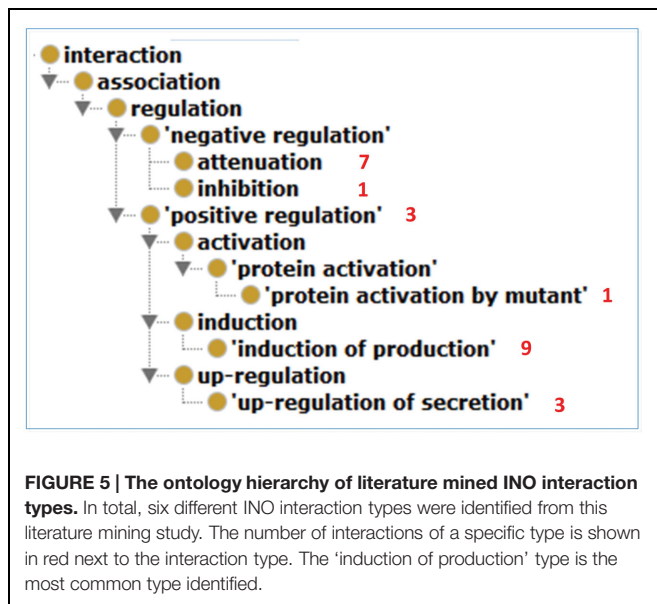 interaction
association
regulation
'negative regulation'
attenuation 7
inhibition 1
'positive regulation' 3
activation
'protein activation'
'protein activation by mutant' 1
induction
'induction of production' 9
up-regulation
'up-regulation of secretion' 3
FIGURE 5 | The ontology hierarchy of literature mined INO interaction
types. In total, six different INO interaction types were identified from this
literature mining study. The number of interactions of a specific type is shown
in red next to the interaction type. The ‘induction of production’ type is the
most common type identified.